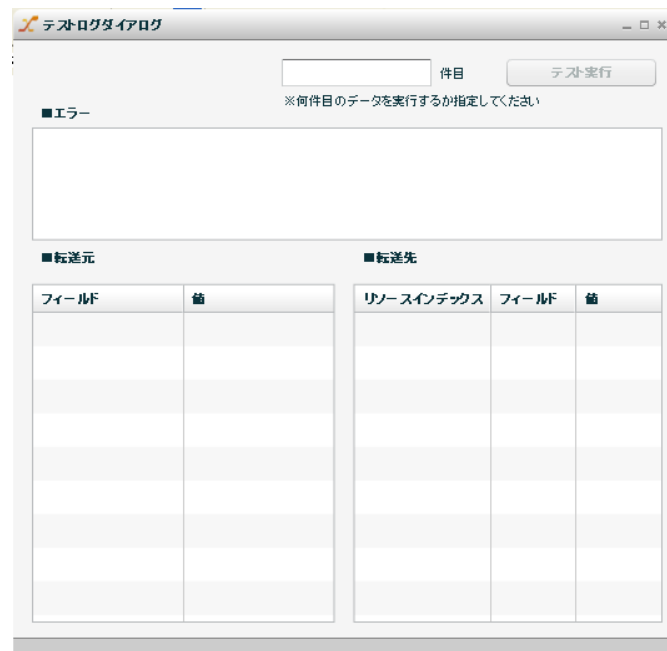 テストログダイアログ
件目
テスト実行
※何件目のデータを実行するか指定してください
■エラー
■転送元
■転送先
フィールド 値
リソースインデックス フィールド 値